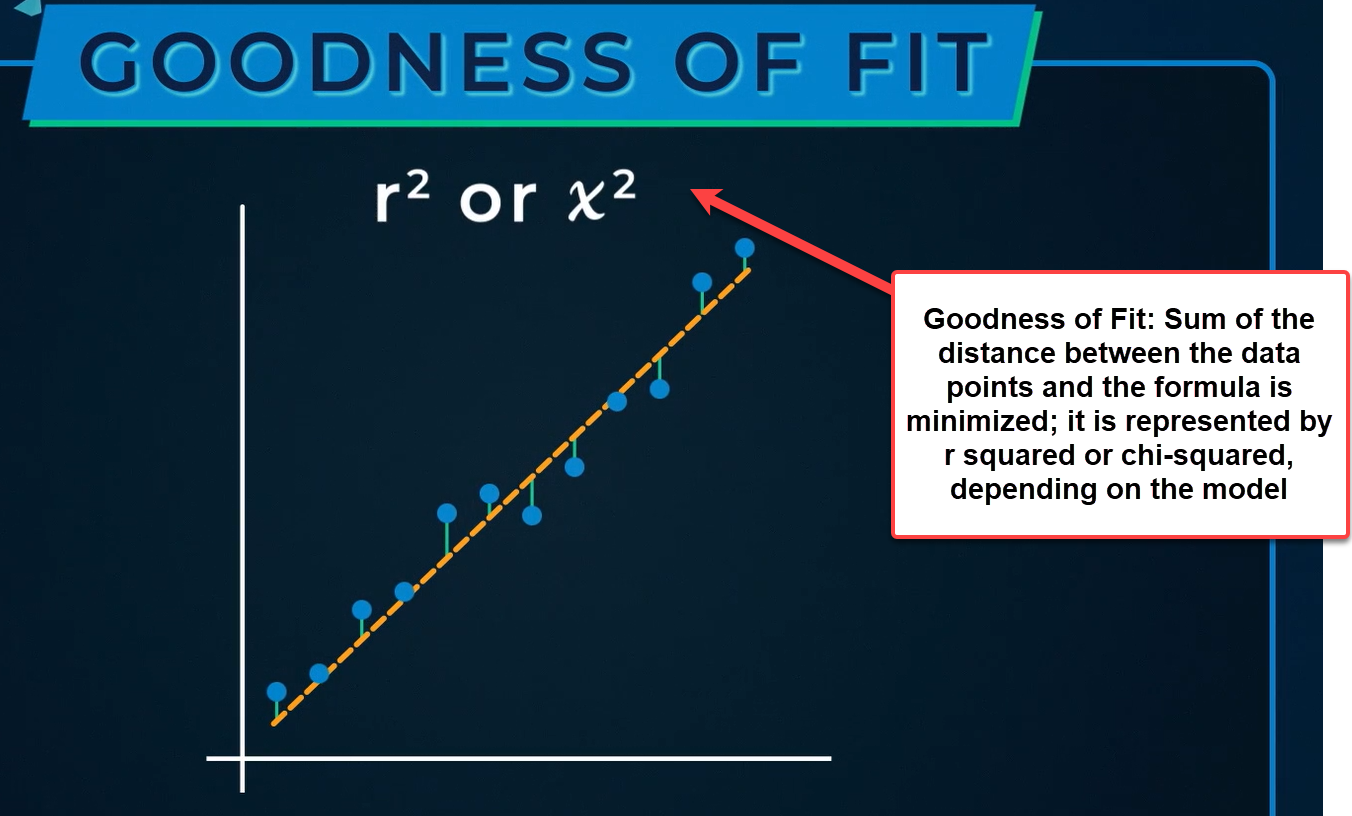 GOODNESS OF FIT
r² or χ²
Goodness of Fit: Sum of the
distance between the data
points and the formula is
minimized; it is represented by
r squared or chi-squared,
depending on the model